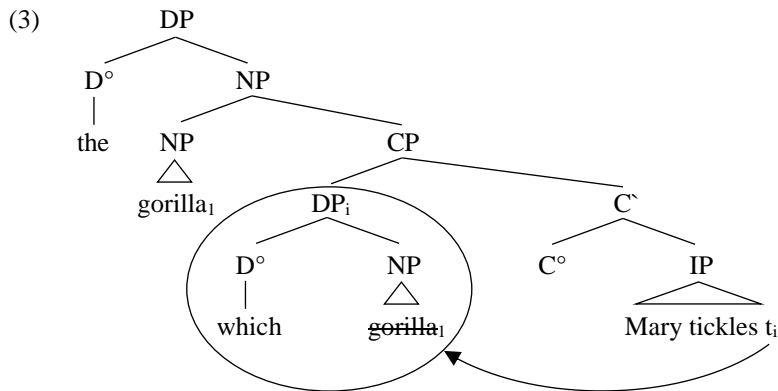 (3) DP
D° NP
the NP CP
gorilla₁ DPᵢ C`
D° NP C° IP
which gorilla₁ Mary tickles tᵢ